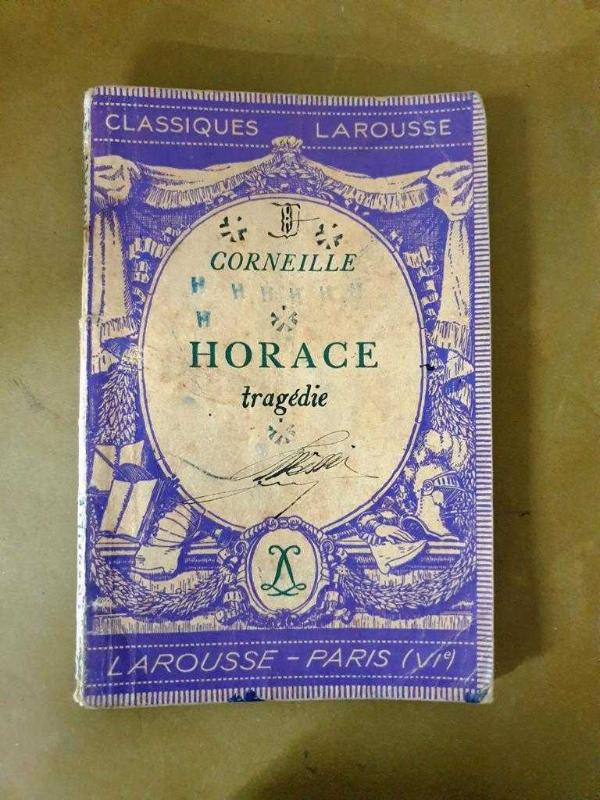 CLASSIQUES LAROUSSE
CORNEILLE
H H H H H H
H
HORACE
tragédie
LAROUSSE - PARIS (VIᵉ)